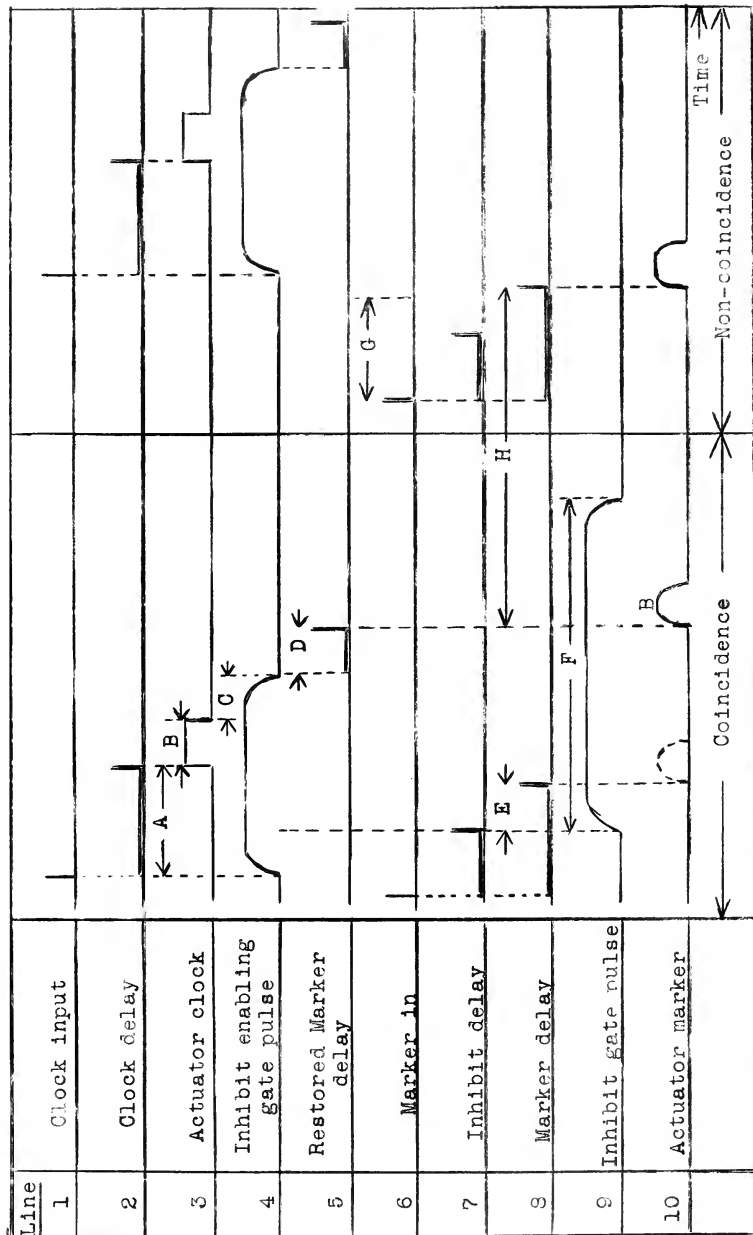 Line
1 Clock input
2 Clock delay
A
3 Actuator clock
B
4 Inhibit enabling
gate pulse
C
5 Restored Marker
delay
D
6 Marker in
G
7 Inhibit delay
8 Marker delay
E
H
9 Inhibit gate pulse
F
10 Actuator marker
B
Time
Coincidence
Non-coincidence